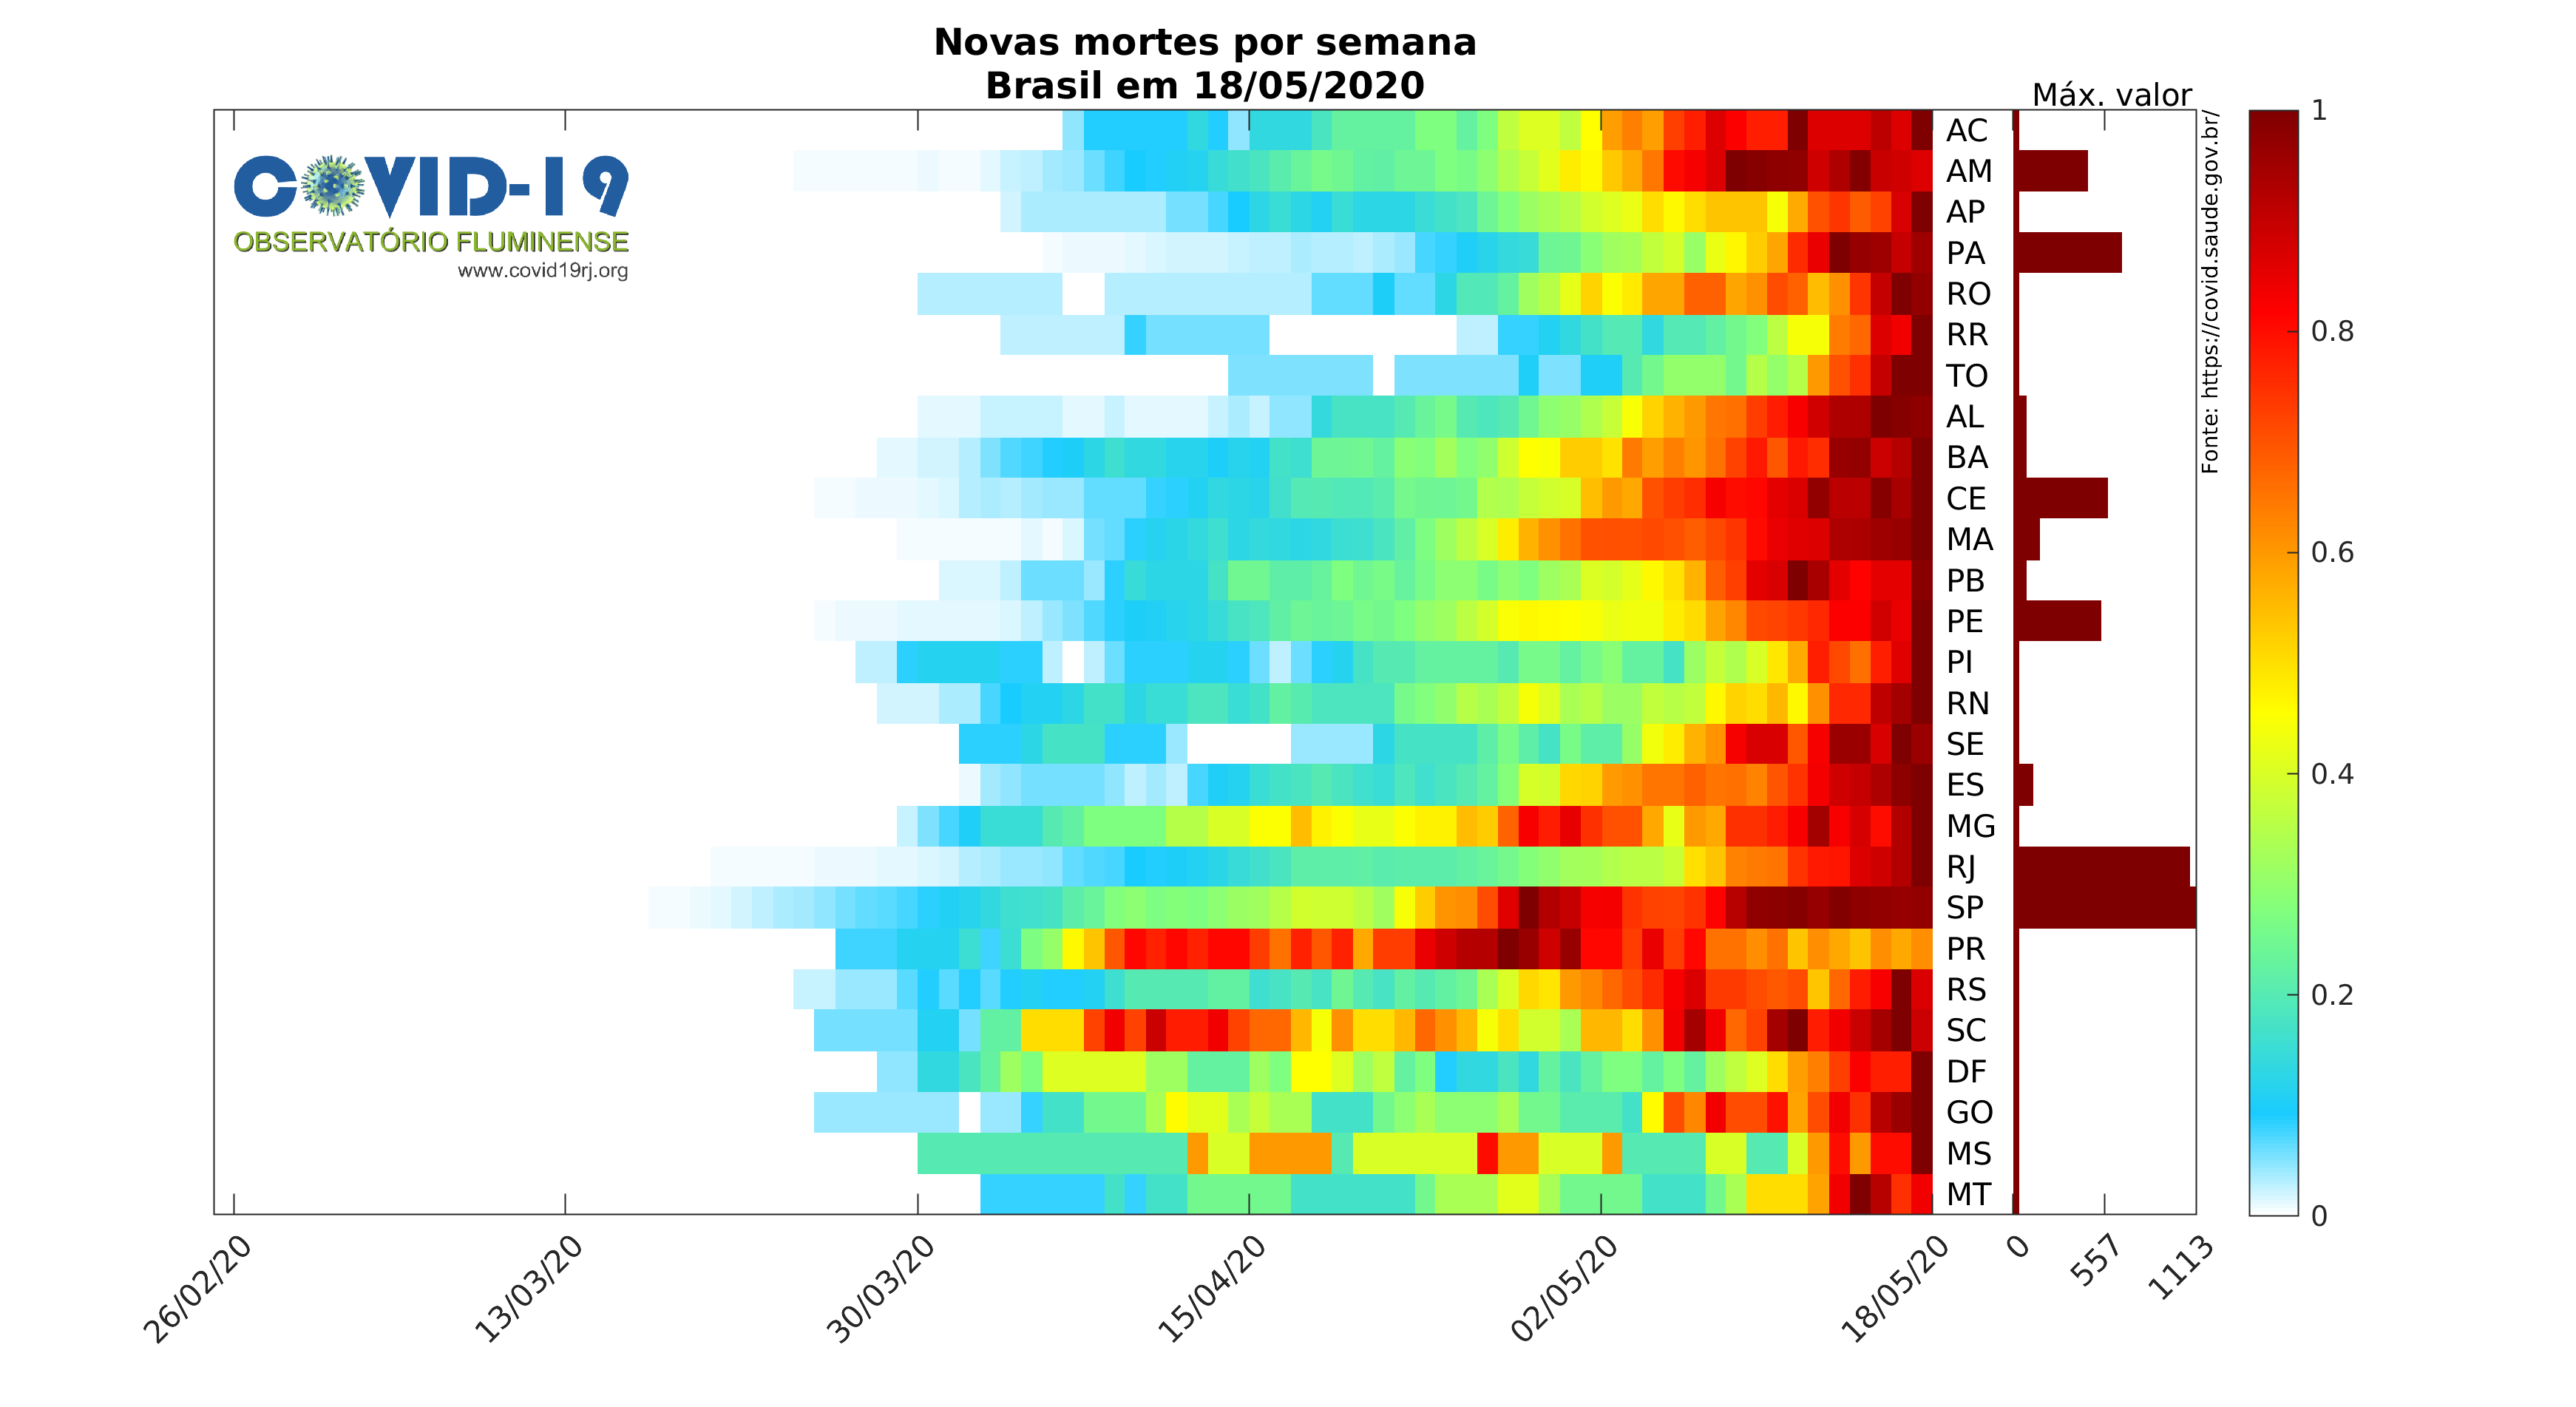 Novas mortes por semana
Brasil em 18/05/2020
Máx. valor
COVID-19
OBSERVATÓRIO FLUMINENSE
www.covid19rj.org
AC
AM
AP
PA
RO
RR
TO
AL
BA
CE
MA
PB
PE
PI
RN
SE
ES
MG
RJ
SP
PR
RS
SC
DF
GO
MS
MT
Fonte: https://covid.saude.gov.br/
1
0.8
0.6
0.4
0.2
0
26/02/20
13/03/20
30/03/20
15/04/20
02/05/20
18/05/20
0
557
1113